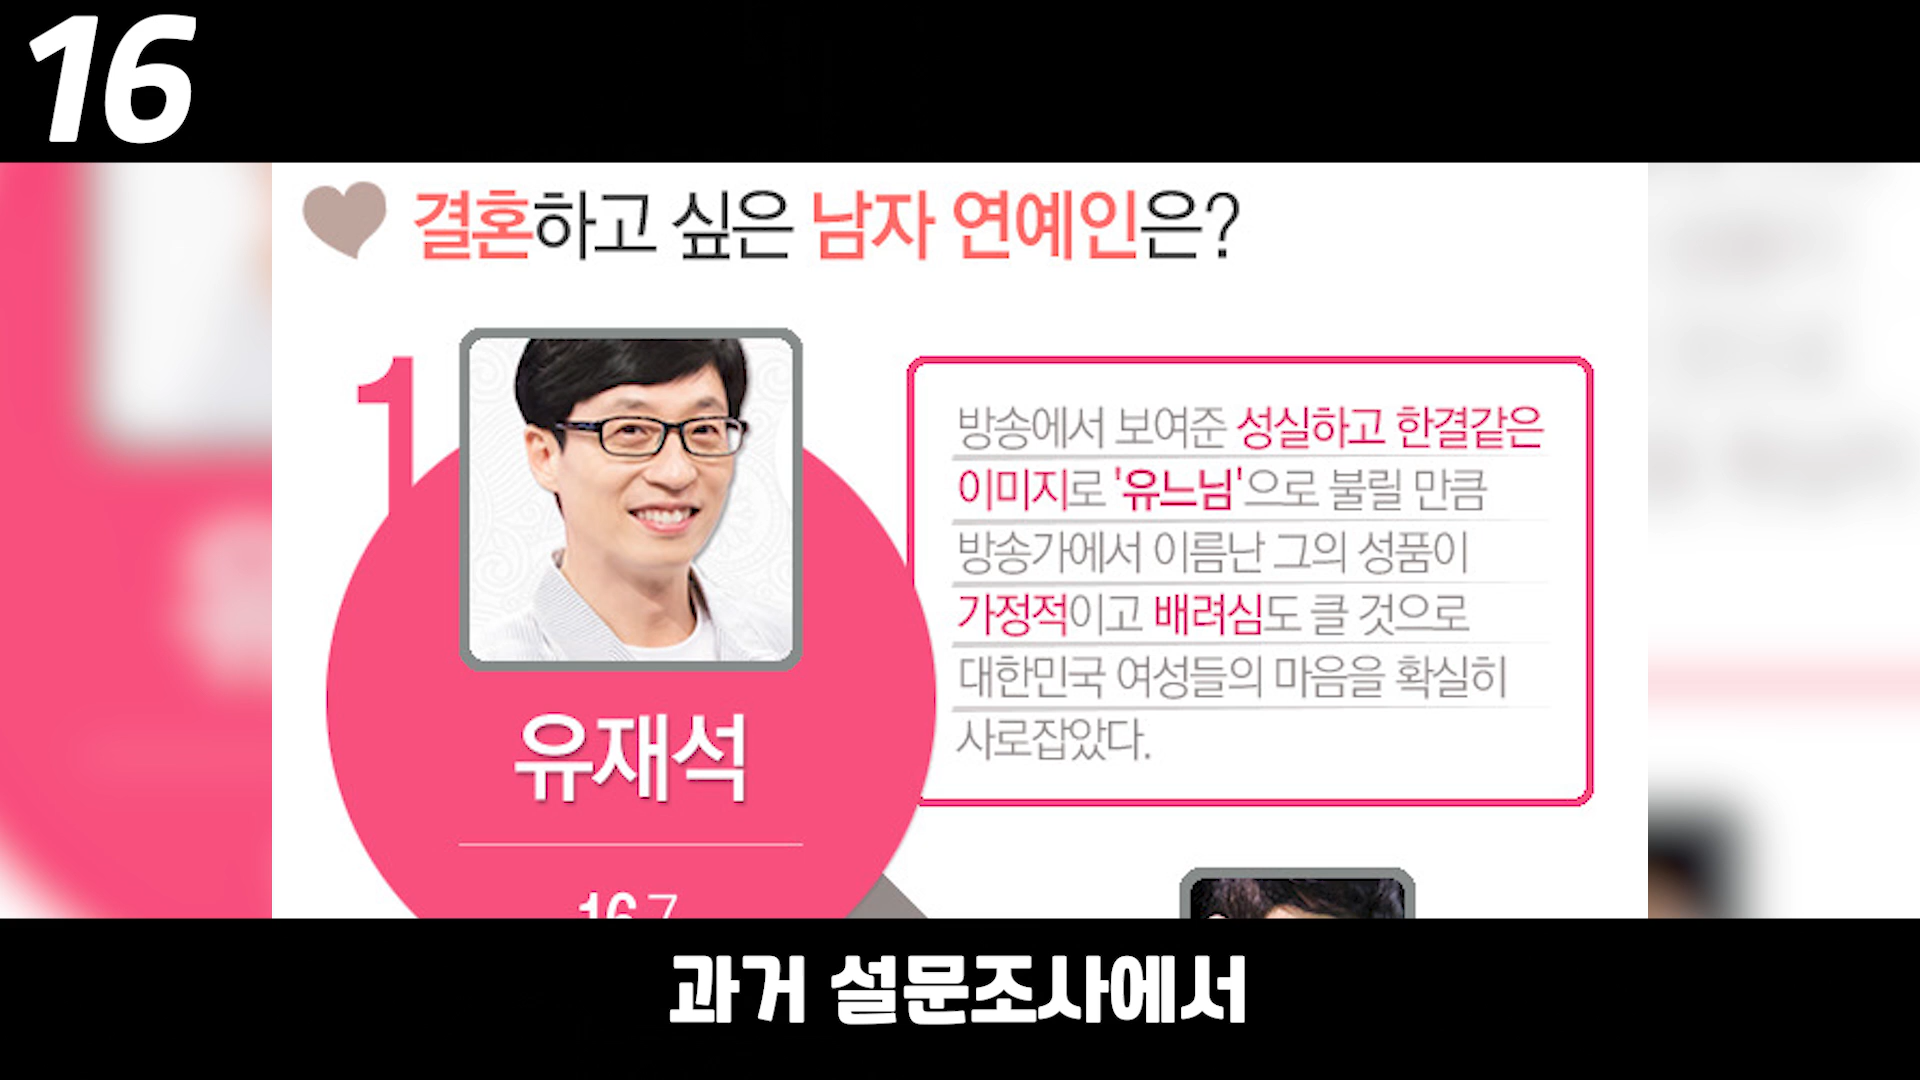 16
결혼하고 싶은 남자 연예인은?
1
방송에서 보여준 성실하고 한결같은
이미지로 '유느님'으로 불릴 만큼
방송가에서 이름난 그의 성품이
가정적이고 배려심도 클 것으로
대한민국 여성들의 마음을 확실히
사로잡았다.
유재석
16.7
과거 설문조사에서